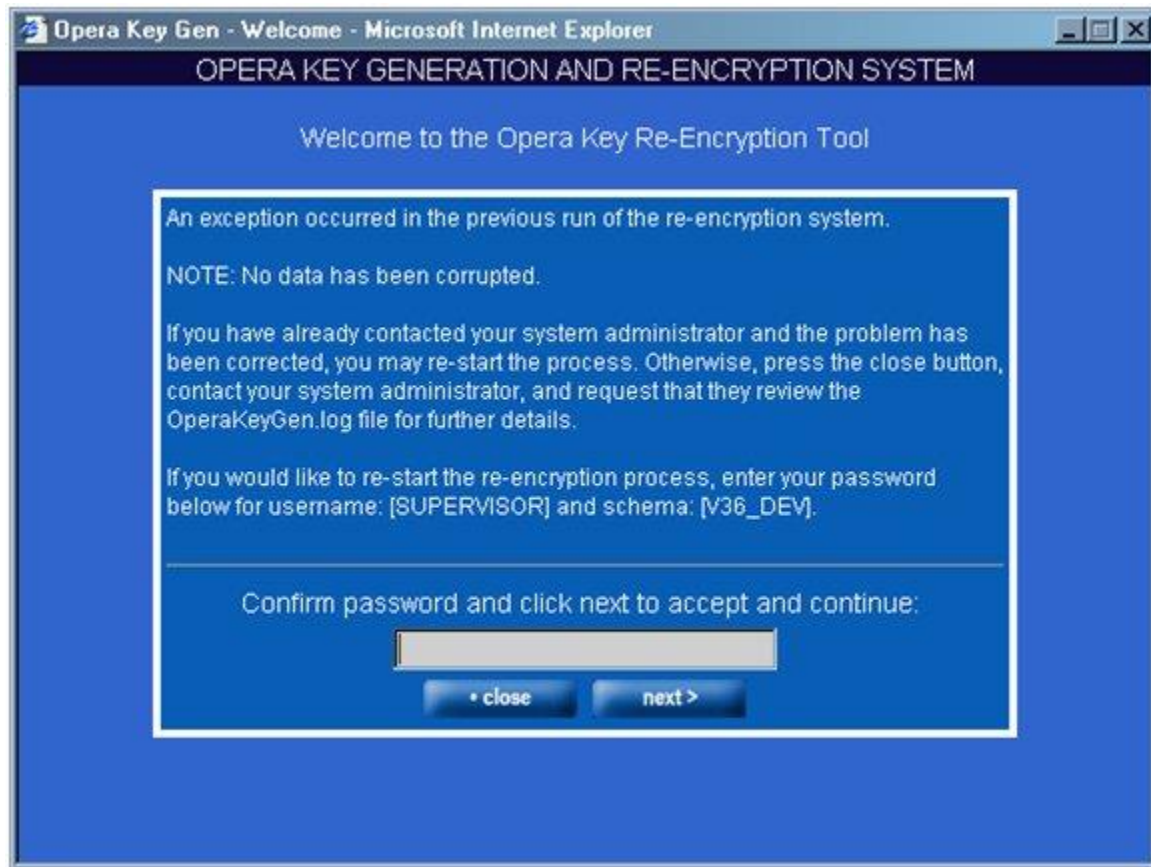 Opera Key Gen - Welcome - Microsoft Internet Explorer
OPERA KEY GENERATION AND RE-ENCRYPTION SYSTEM
Welcome to the Opera Key Re-Encryption Tool
An exception occurred in the previous run of the re-encryption system.
NOTE: No data has been corrupted.
If you have already contacted your system administrator and the problem has
been corrected, you may re-start the process. Otherwise, press the close button,
contact your system administrator, and request that they review the
OperaKeyGen.log file for further details.
If you would like to re-start the re-encryption process, enter your password
below for username: [SUPERVISOR] and schema: [V36_DEV].
Confirm password and click next to accept and continue:
• close
next >